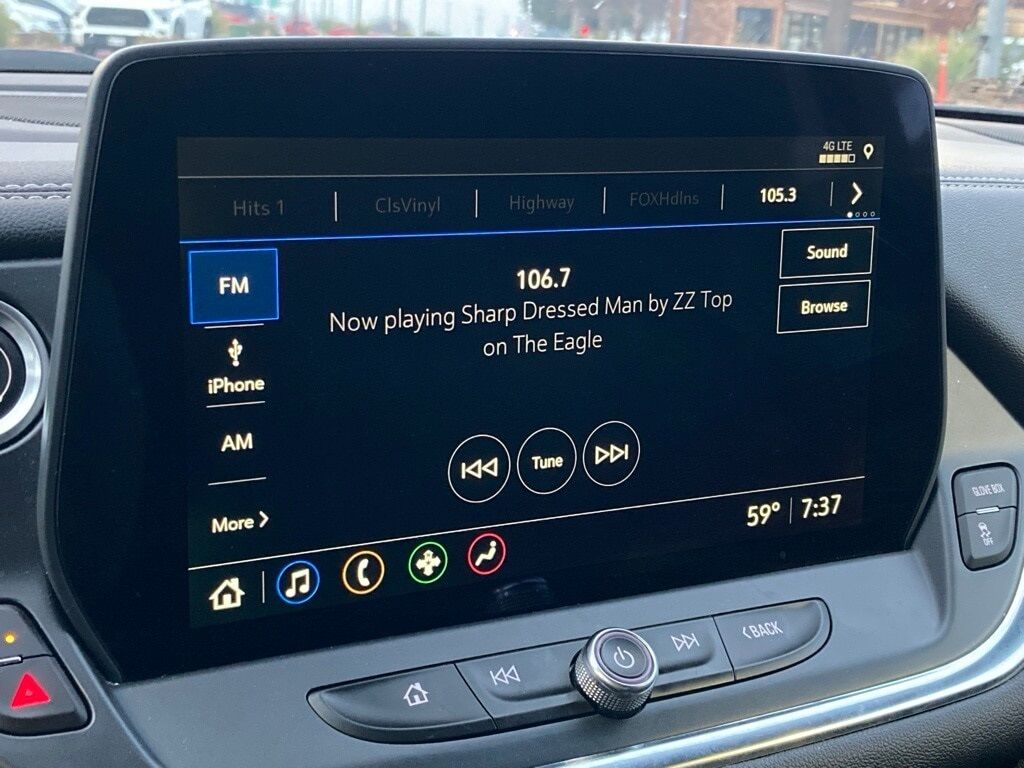 4G LTE
Hits 1
ClsVinyl
Highway
FOXHdlns
105.3
FM
106.7
Now playing Sharp Dressed Man by ZZ Top
on The Eagle
Sound
Browse
iPhone
AM
Tune
More
59° 7:37
GLOVE BOX
OFF
BACK